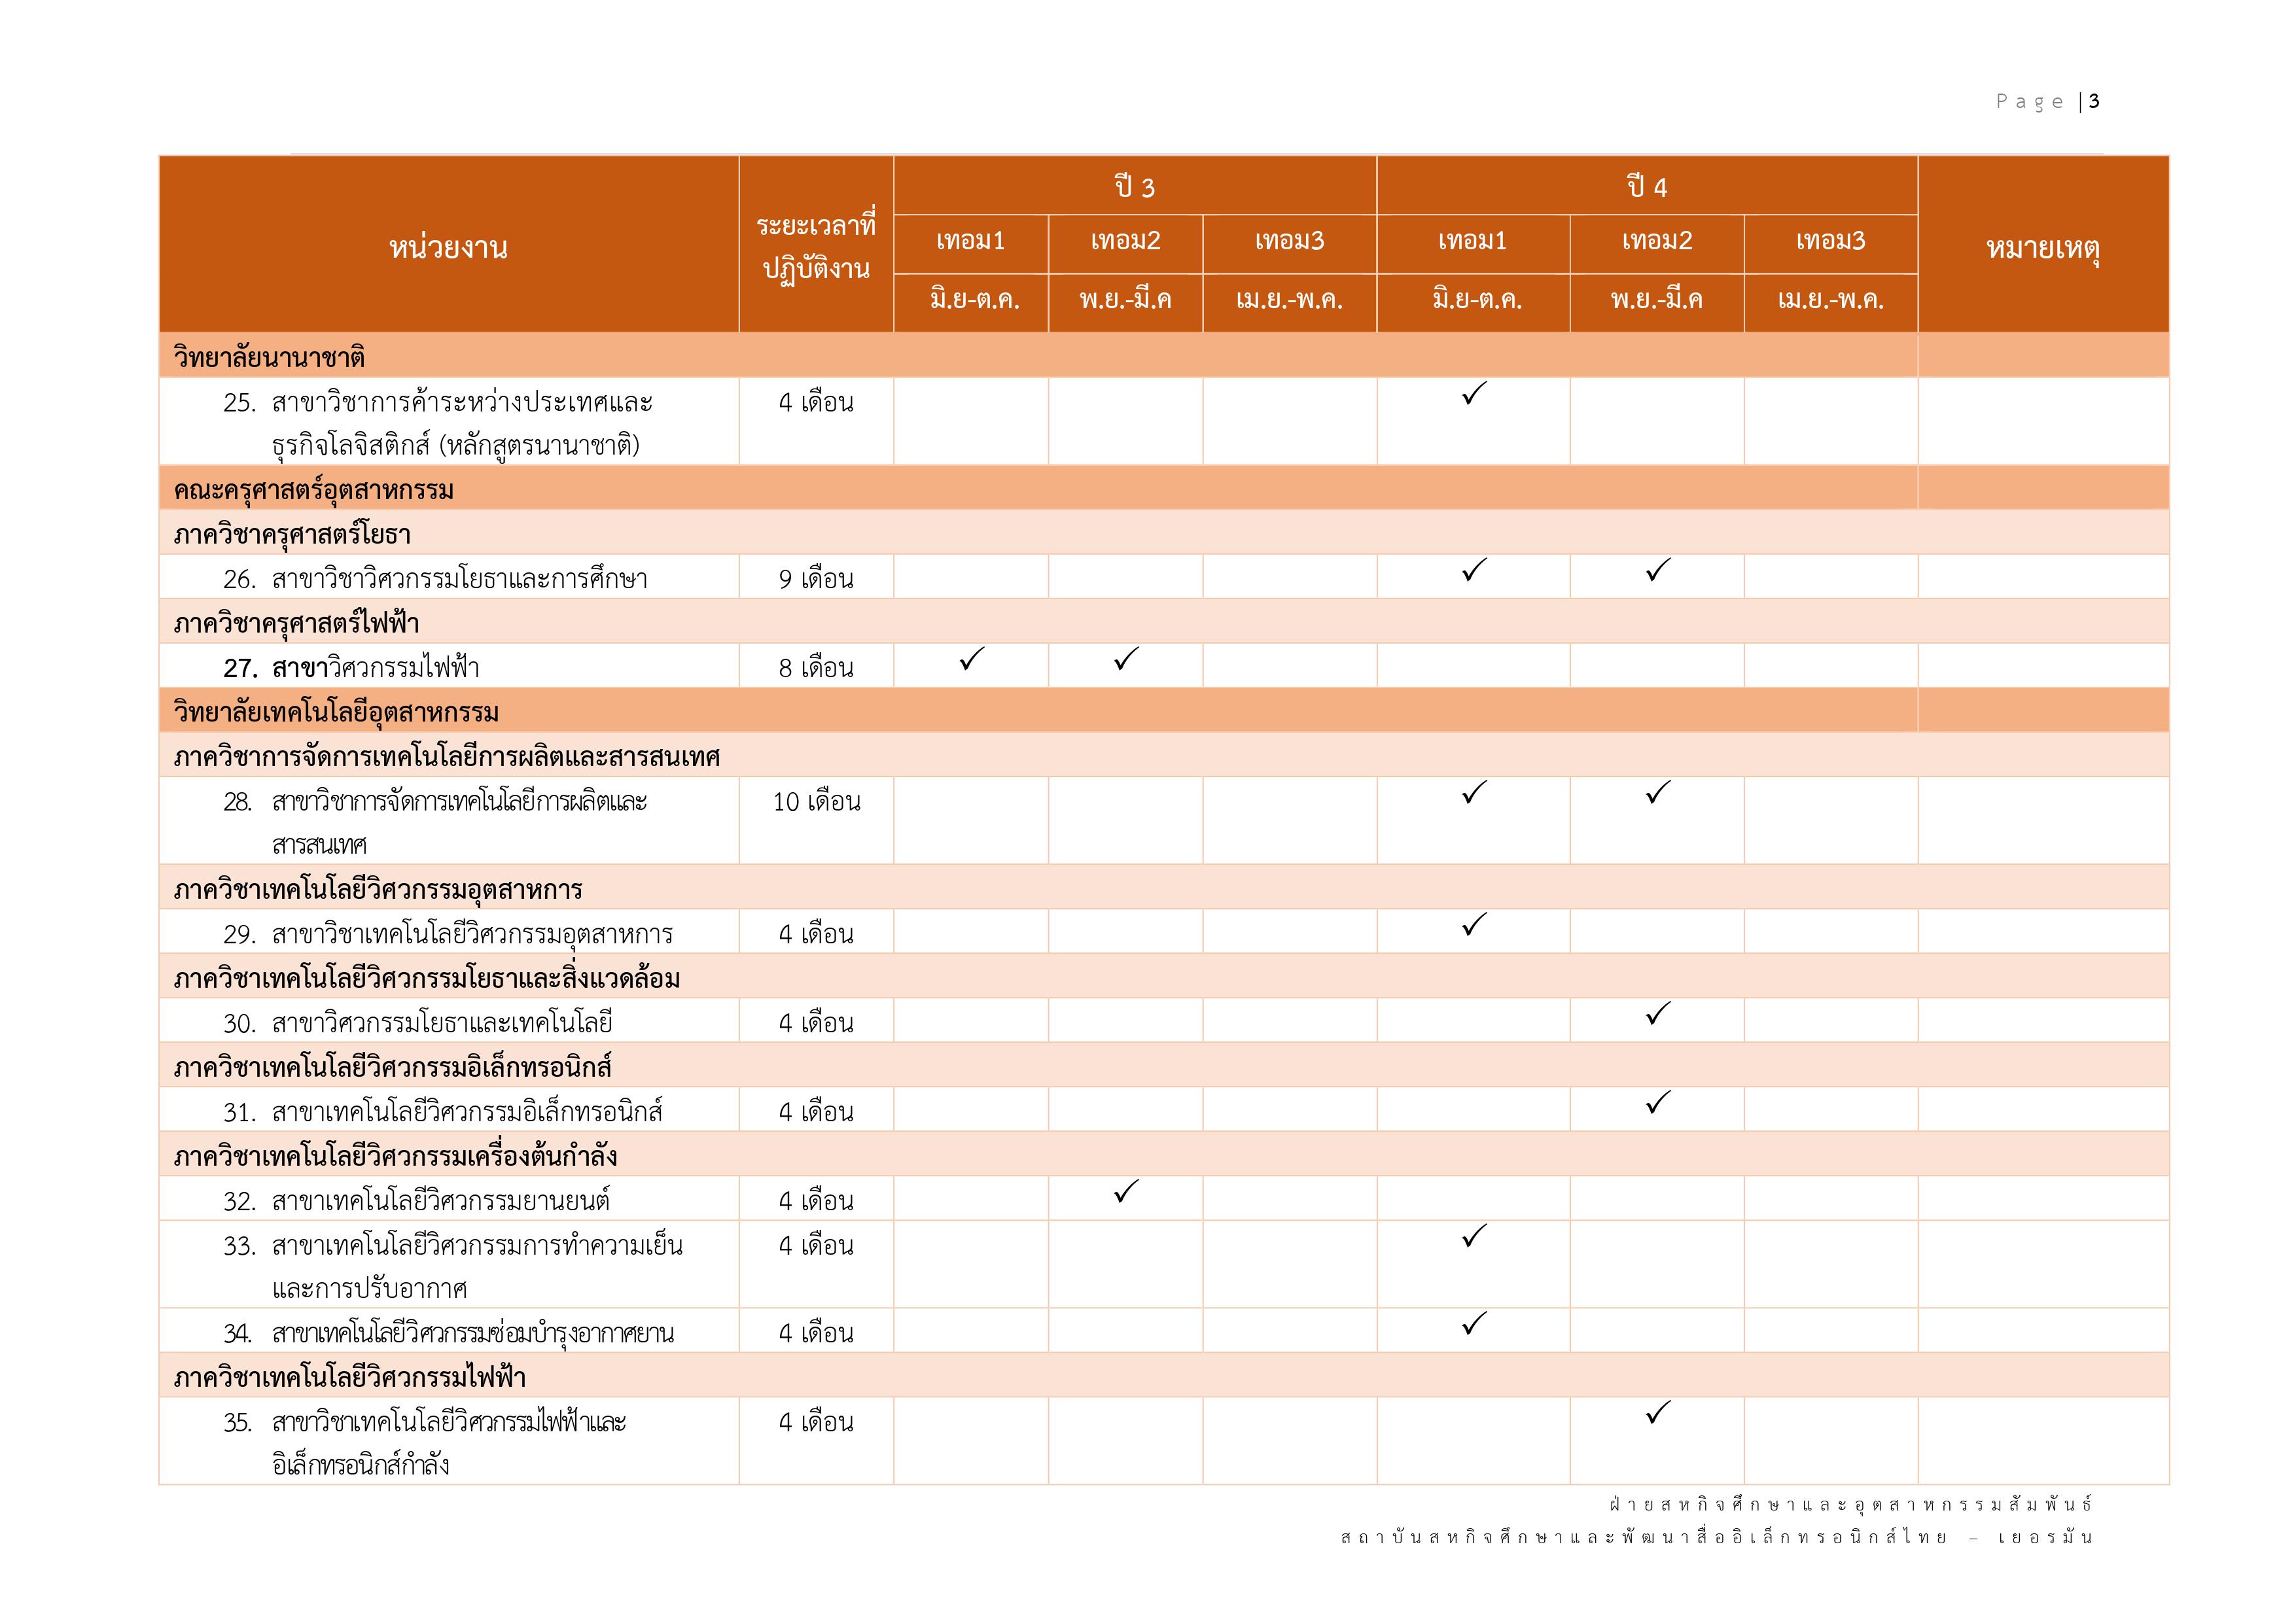 Page | 3
หน่วยงาน ระยะเวลาที่ปฏิบัติงาน ปี 3 ปี 4 หมายเหตุ
เทอม1 เทอม2 เทอม3 เทอม1 เทอม2 เทอม3
มิ.ย-ต.ค. พ.ย.-มี.ค เม.ย.-พ.ค. มิ.ย-ต.ค. พ.ย.-มี.ค เม.ย.-พ.ค.
วิทยาลัยนานาชาติ
25. สาขาวิชาการค้าระหว่างประเทศและ 4 เดือน ✓
ธุรกิจโลจิสติกส์ (หลักสูตรนานาชาติ)
คณะครุศาสตร์อุตสาหกรรม
ภาควิชาครุศาสตร์โยธา
26. สาขาวิชาวิศวกรรมโยธาและการศึกษา 9 เดือน ✓ ✓
ภาควิชาครุศาสตร์ไฟฟ้า
27. สาขาวิศวกรรมไฟฟ้า 8 เดือน ✓ ✓
วิทยาลัยเทคโนโลยีอุตสาหกรรม
ภาควิชาการจัดการเทคโนโลยีการผลิตและสารสนเทศ
28. สาขาวิชาการจัดการเทคโนโลยีการผลิตและ 10 เดือน ✓ ✓
สารสนเทศ
ภาควิชาเทคโนโลยีวิศวกรรมอุตสาหการ
29. สาขาวิชาเทคโนโลยีวิศวกรรมอุตสาหการ 4 เดือน ✓
ภาควิชาเทคโนโลยีวิศวกรรมโยธาและสิ่งแวดล้อม
30. สาขาวิศวกรรมโยธาและเทคโนโลยี 4 เดือน ✓
ภาควิชาเทคโนโลยีวิศวกรรมอิเล็กทรอนิกส์
31. สาขาเทคโนโลยีวิศวกรรมอิเล็กทรอนิกส์ 4 เดือน ✓
ภาควิชาเทคโนโลยีวิศวกรรมเครื่องต้นกำลัง
32. สาขาเทคโนโลยีวิศวกรรมยานยนต์ 4 เดือน ✓
33. สาขาเทคโนโลยีวิศวกรรมการทำความเย็น 4 เดือน ✓
และการปรับอากาศ
34. สาขาเทคโนโลยีวิศวกรรมซ่อมบำรุงอากาศยาน 4 เดือน ✓
ภาควิชาเทคโนโลยีวิศวกรรมไฟฟ้า
35. สาขาวิชาเทคโนโลยีวิศวกรรมไฟฟ้าและ 4 เดือน ✓
อิเล็กทรอนิกส์กำลัง
ฝ่ายสหกิจศึกษาและอุตสาหกรรมสัมพันธ์
สถาบันสหกิจศึกษาและพัฒนาสื่ออิเล็กทรอนิกส์ไทย – เยอรมัน